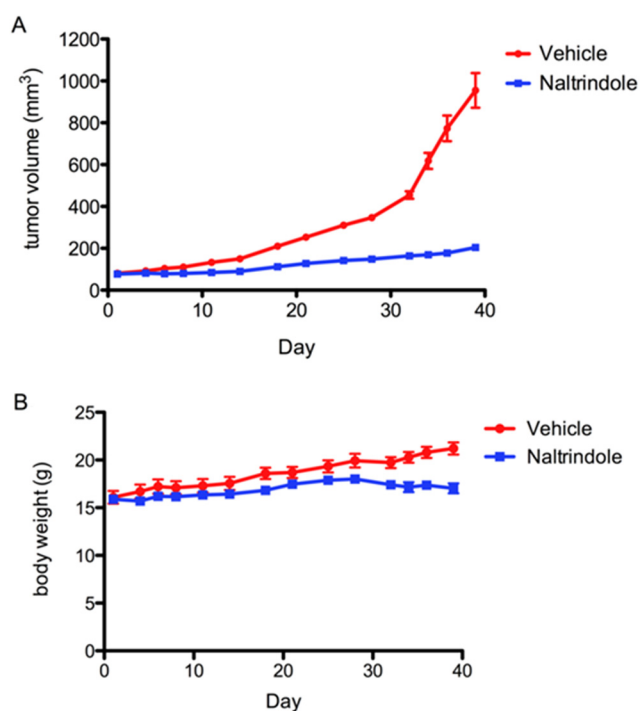 A
1200
1000
800
600
400
200
0
tumor volume (mm³)
0 10 20 30 40
Day
Vehicle
Naltrindole
B
25
20
15
10
5
0
body weight (g)
0 10 20 30 40
Day
Vehicle
Naltrindole